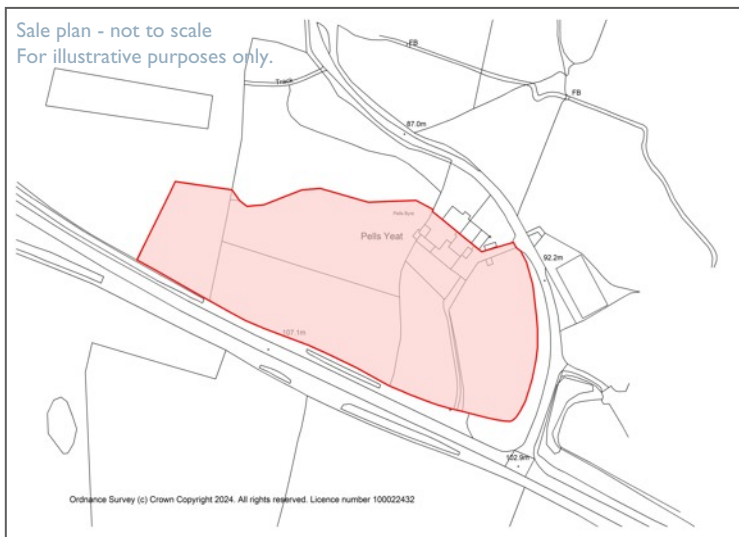 Sale plan - not to scale
For illustrative purposes only.
FB
Track
FB
87.0m
Pells Byre
Pells Yeat
92.2m
107.1m
102.9m
Ordnance Survey (c) Crown Copyright 2024. All rights reserved. Licence number 100022432